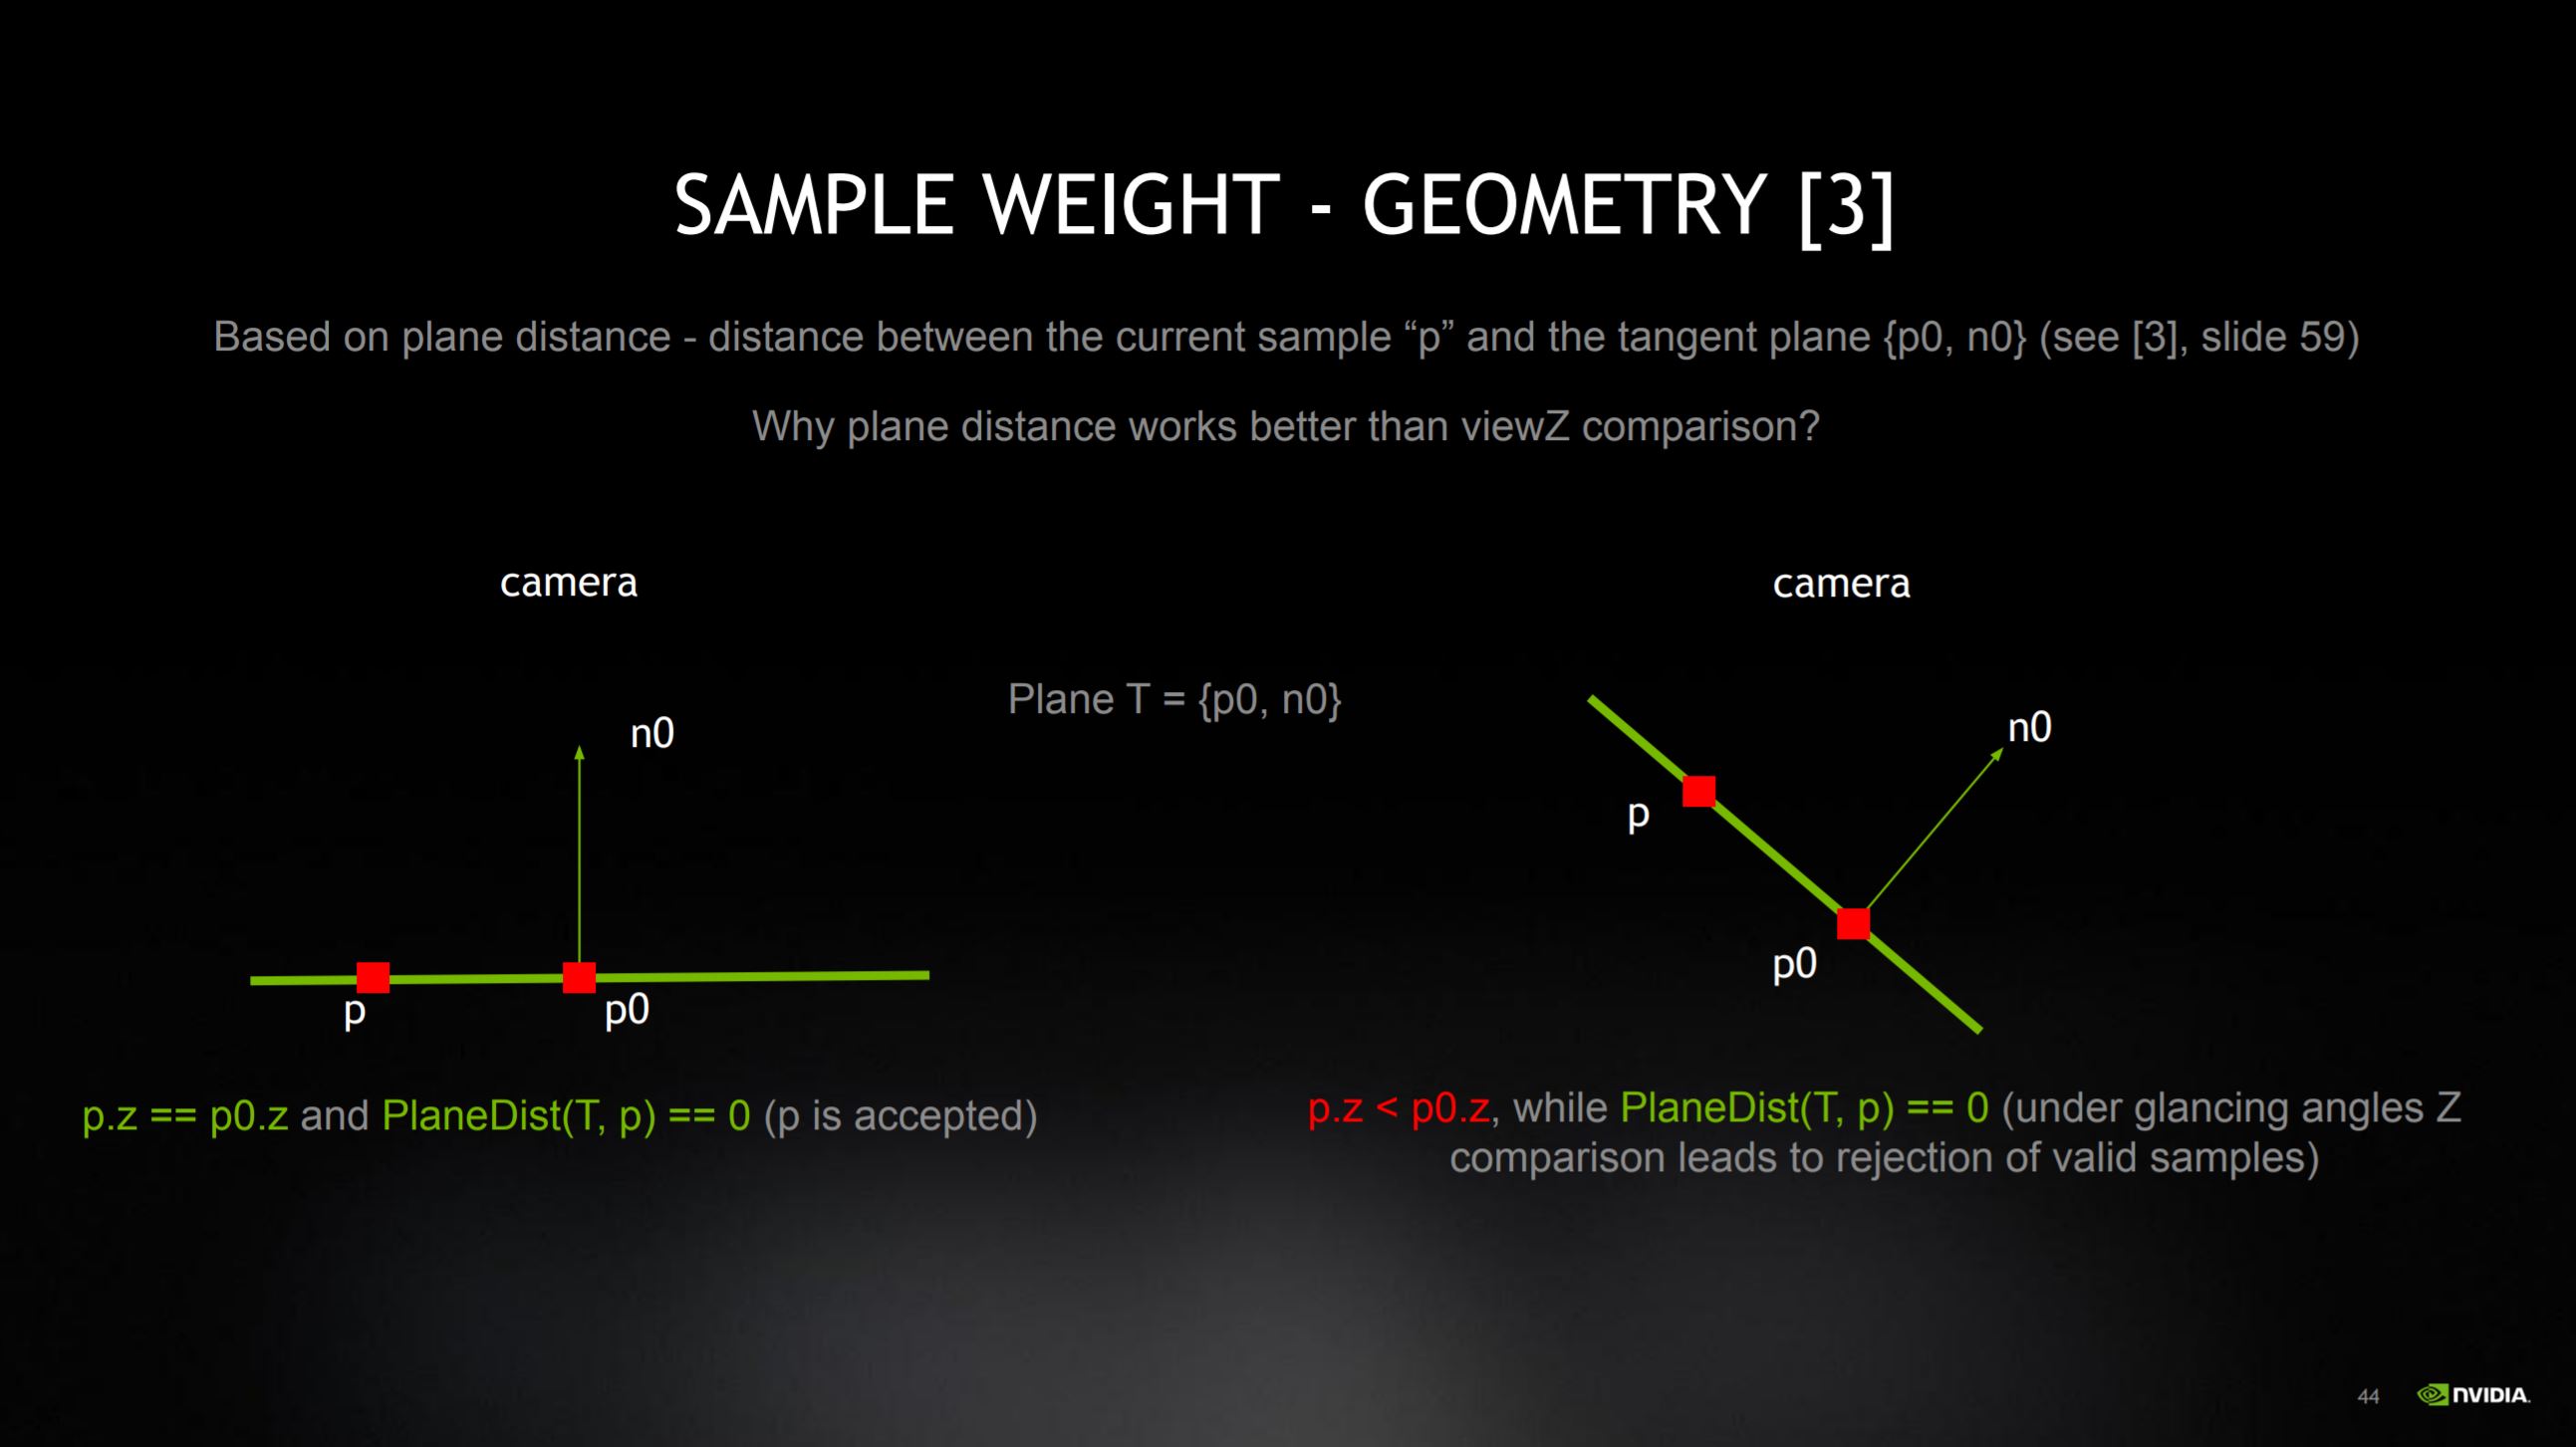 SAMPLE WEIGHT - GEOMETRY [3]
Based on plane distance - distance between the current sample “p” and the tangent plane {p0, n0} (see [3], slide 59)
Why plane distance works better than viewZ comparison?
camera
n0
p
p0
p.z == p0.z and PlaneDist(T, p) == 0 (p is accepted)
Plane T = {p0, n0}
camera
n0
p
p0
p.z < p0.z, while PlaneDist(T, p) == 0 (under glancing angles Z
comparison leads to rejection of valid samples)
44
NVIDIA.